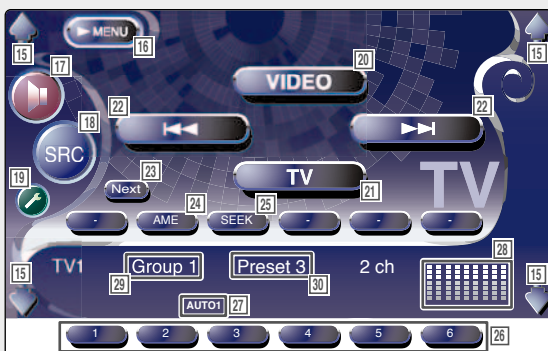 15 ►MENU 16 15
17 20
VIDEO
22 18 22
SRC
19 23 TV TV
Next 24 25 21
- AME SEEK - - -
28
15 TV1 Group 1 Preset 3 2 ch 15
29 30
AUTO1 27
1 2 3 4 5 6 26